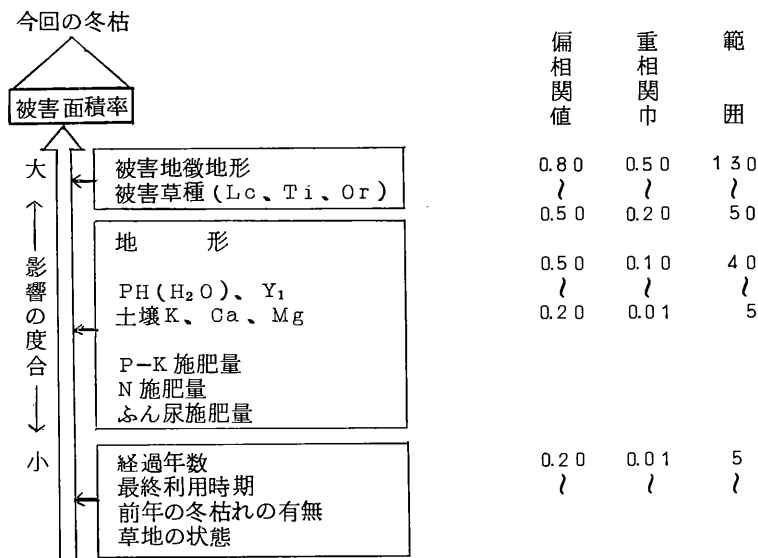 今回の冬枯
被害面積率
偏相関値 重相関巾 範囲
大
↑
影響の度合
↓
小
被害地徴地形 0.80 0.50 130
被害草種(Lc、Ti、Or) 〜 〜 〜
0.50 0.20 50
地形
0.50 0.10 40
PH(H₂O)、Y₁ 〜 〜 〜
土壌K、Ca、Mg 0.20 0.01 5
P-K施肥量
N施肥量
ふん尿施肥量
経過年数 0.20 0.01 5
最終利用時期 〜 〜 〜
前年の冬枯れの有無
草地の状態